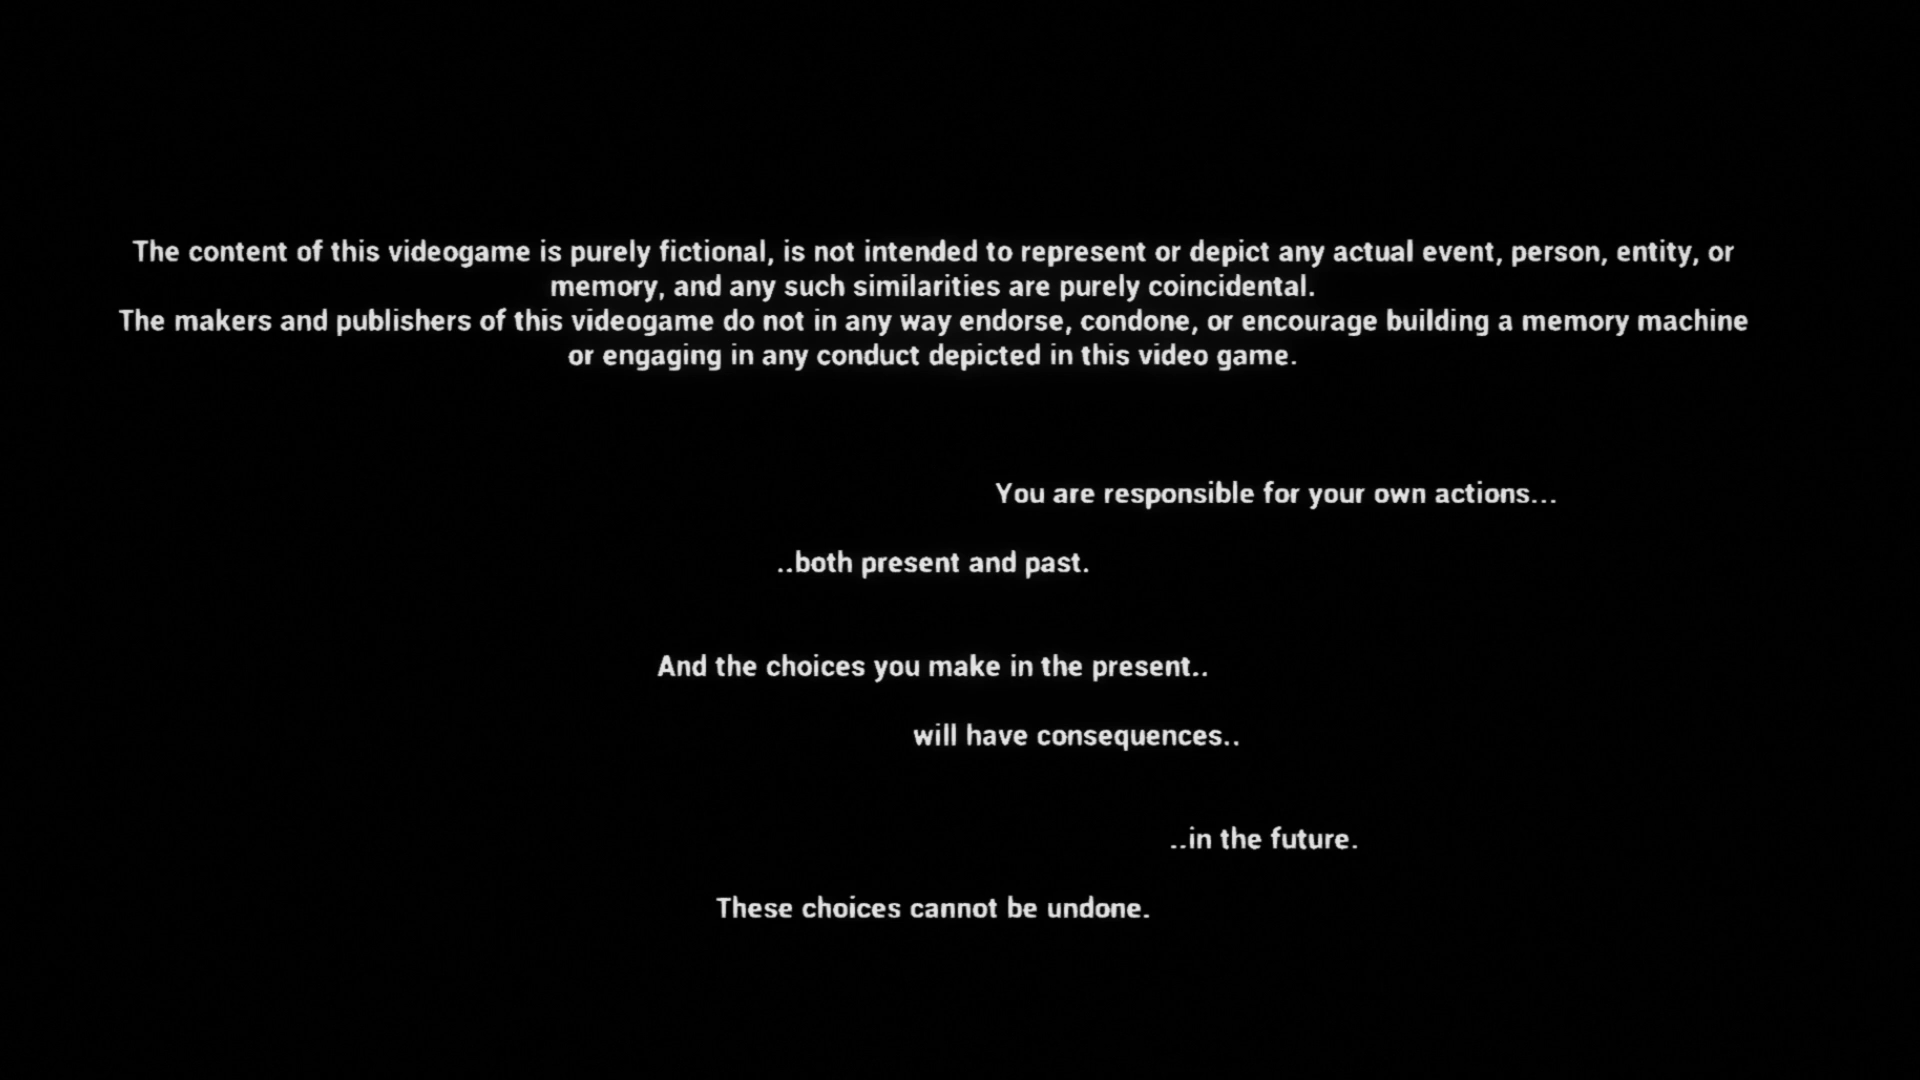 The content of this videogame is purely fictional, is not intended to represent or depict any actual event, person, entity, or
memory, and any such similarities are purely coincidental.
The makers and publishers of this videogame do not in any way endorse, condone, or encourage building a memory machine
or engaging in any conduct depicted in this video game.
You are responsible for your own actions...
..both present and past.
And the choices you make in the present..
will have consequences..
..in the future.
These choices cannot be undone.